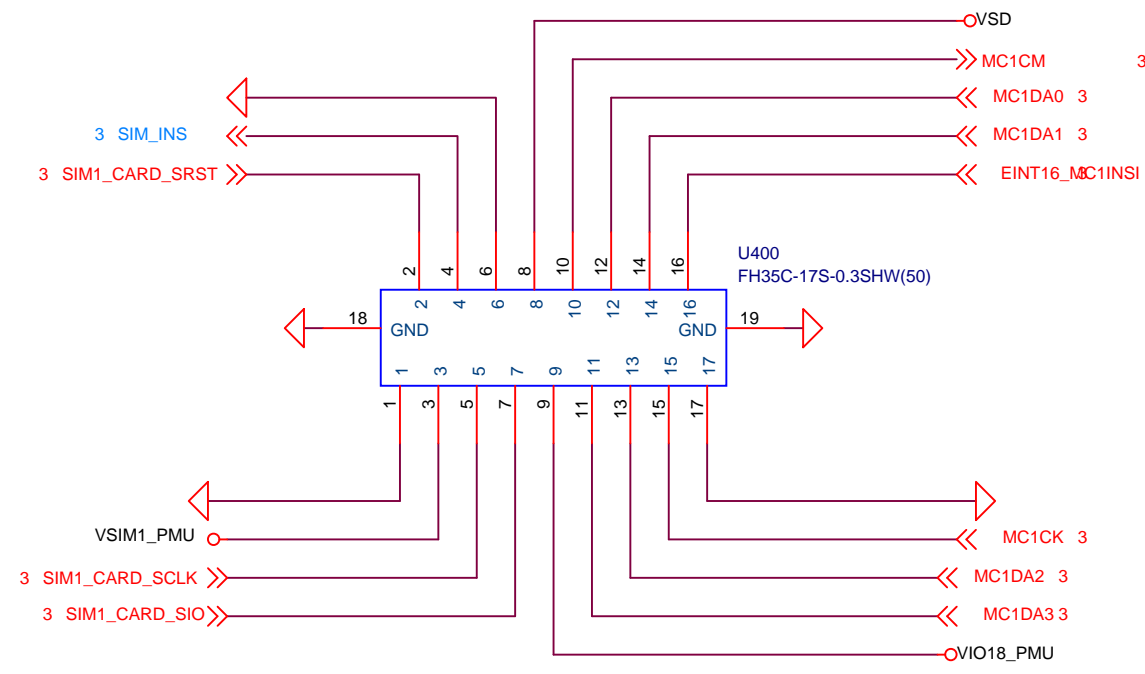 VSD
MC1CM 3
MC1DA0 3
3 SIM_INS
MC1DA1 3
3 SIM1_CARD_SRST
EINT16_MC1INSI 3
U400
FH35C-17S-0.3SHW(50)
2 4 6 8 10 12 14 16
2 4 6 8 10 12 14 16
18 GND GND 19
1 3 5 7 9 11 13 15 17
1 3 5 7 9 11 13 15 17
VSIM1_PMU
MC1CK 3
3 SIM1_CARD_SCLK
MC1DA2 3
3 SIM1_CARD_SIO
MC1DA3 3
VIO18_PMU